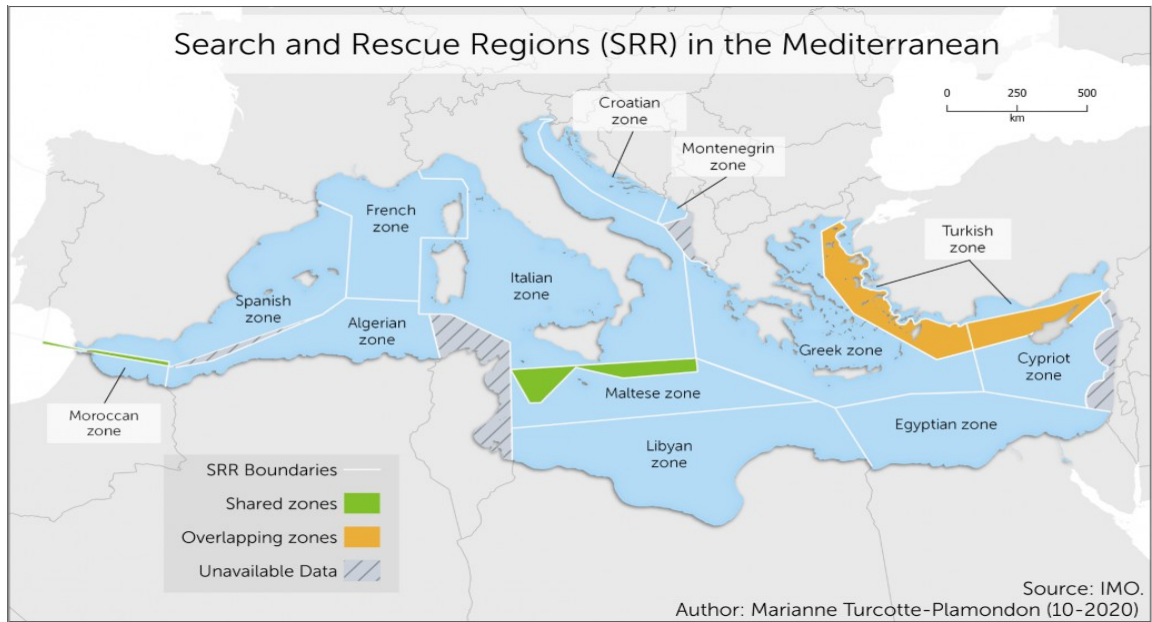 Search and Rescue Regions (SRR) in the Mediterranean
0 250 500
km
Croatian
zone
Montenegrin
zone
French
zone
Turkish
zone
Italian
zone
Spanish
zone
Algerian
zone
Greek zone
Cypriot
zone
Maltese zone
Moroccan
zone
Egyptian zone
Libyan
zone
SRR Boundaries
Shared zones
Overlapping zones
Unavailable Data
Source: IMO.
Author: Marianne Turcotte-Plamondon (10-2020)